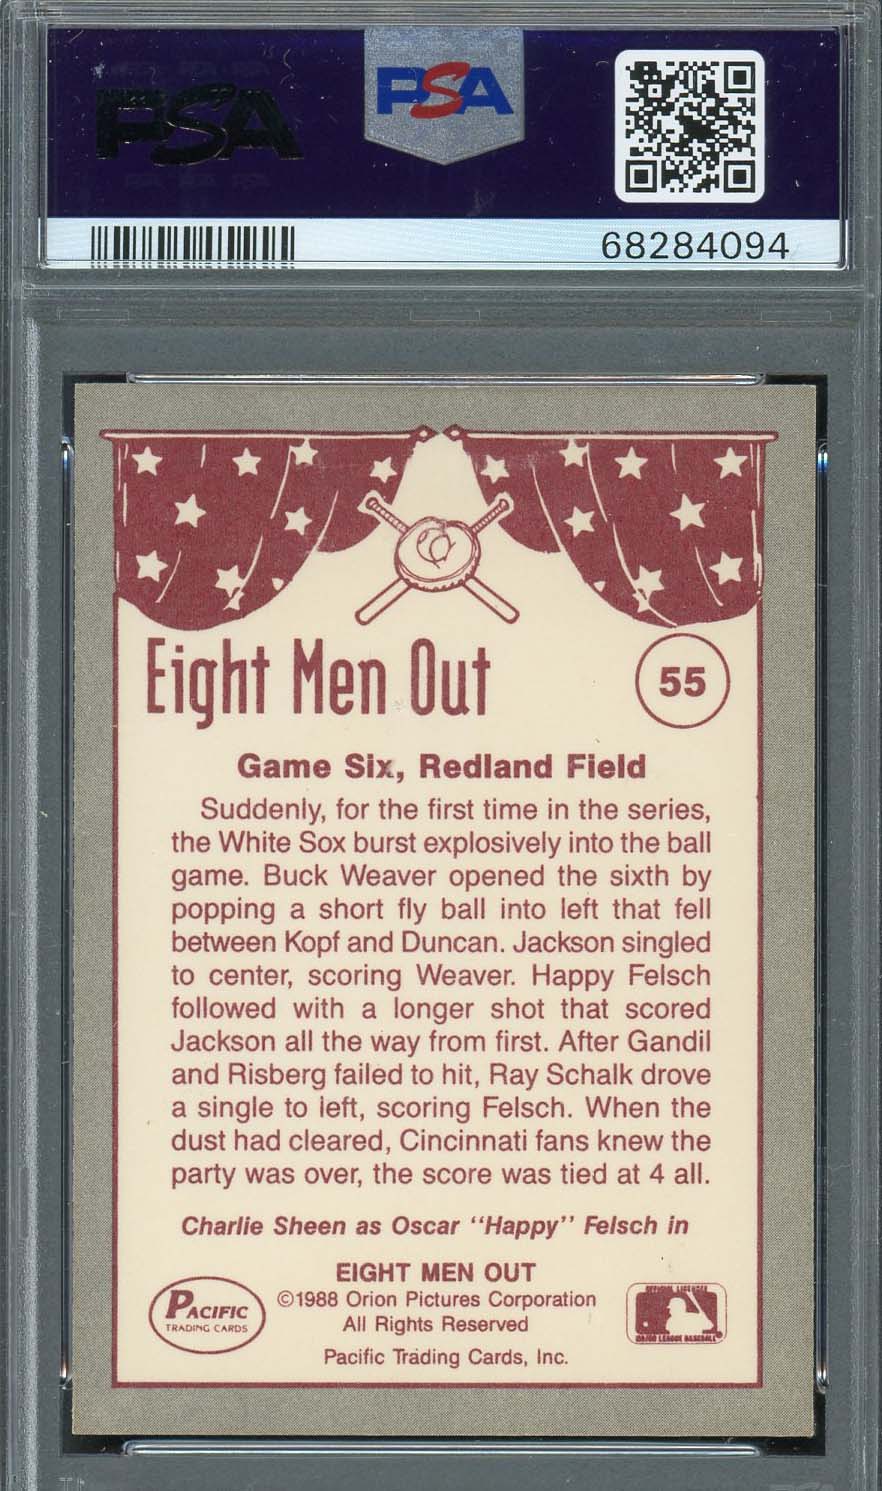 PSA
PSA
68284094
Eight Men Out
55
Game Six, Redland Field
Suddenly, for the first time in the series,
the White Sox burst explosively into the ball
game. Buck Weaver opened the sixth by
popping a short fly ball into left that fell
between Kopf and Duncan. Jackson singled
to center, scoring Weaver. Happy Felsch
followed with a longer shot that scored
Jackson all the way from first. After Gandil
and Risberg failed to hit, Ray Schalk drove
a single to left, scoring Felsch. When the
dust had cleared, Cincinnati fans knew the
party was over, the score was tied at 4 all.
Charlie Sheen as Oscar "Happy" Felsch in
EIGHT MEN OUT
©1988 Orion Pictures Corporation
All Rights Reserved
Pacific Trading Cards, Inc.
PACIFIC
TRADING CARDS
OFFICIAL LICENSEE
MAJOR LEAGUE BASEBALL